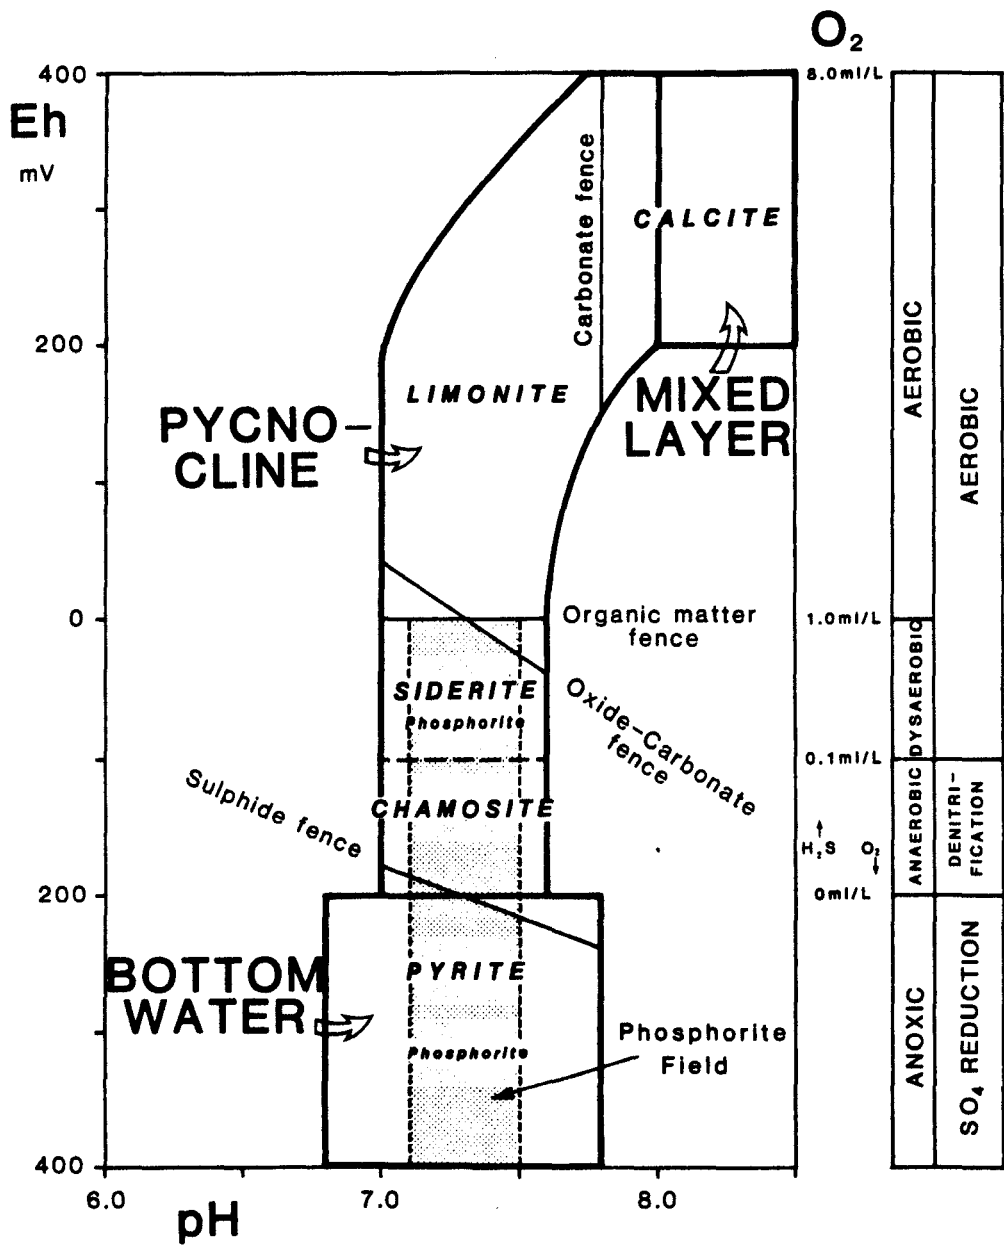 O₂
400
8.0ml/L
Eh
mV
Carbonate fence
CALCITE
200
AEROBIC
LIMONITE
MIXED
LAYER
PYCNO-
CLINE
AEROBIC
0
Organic matter
fence
1.0ml/L
SIDERITE
Phosphorite
Oxide-Carbonate
fence
DYSAEROBIC
0.1ml/L
Sulphide fence
CHAMOSITE
H₂S O₂
ANAEROBIC
DENITRI-
FICATION
200
0ml/L
PYRITE
BOTTOM
WATER
Phosphorite
Phosphorite
Field
ANOXIC
SO₄ REDUCTION
400
6.0
7.0
8.0
pH